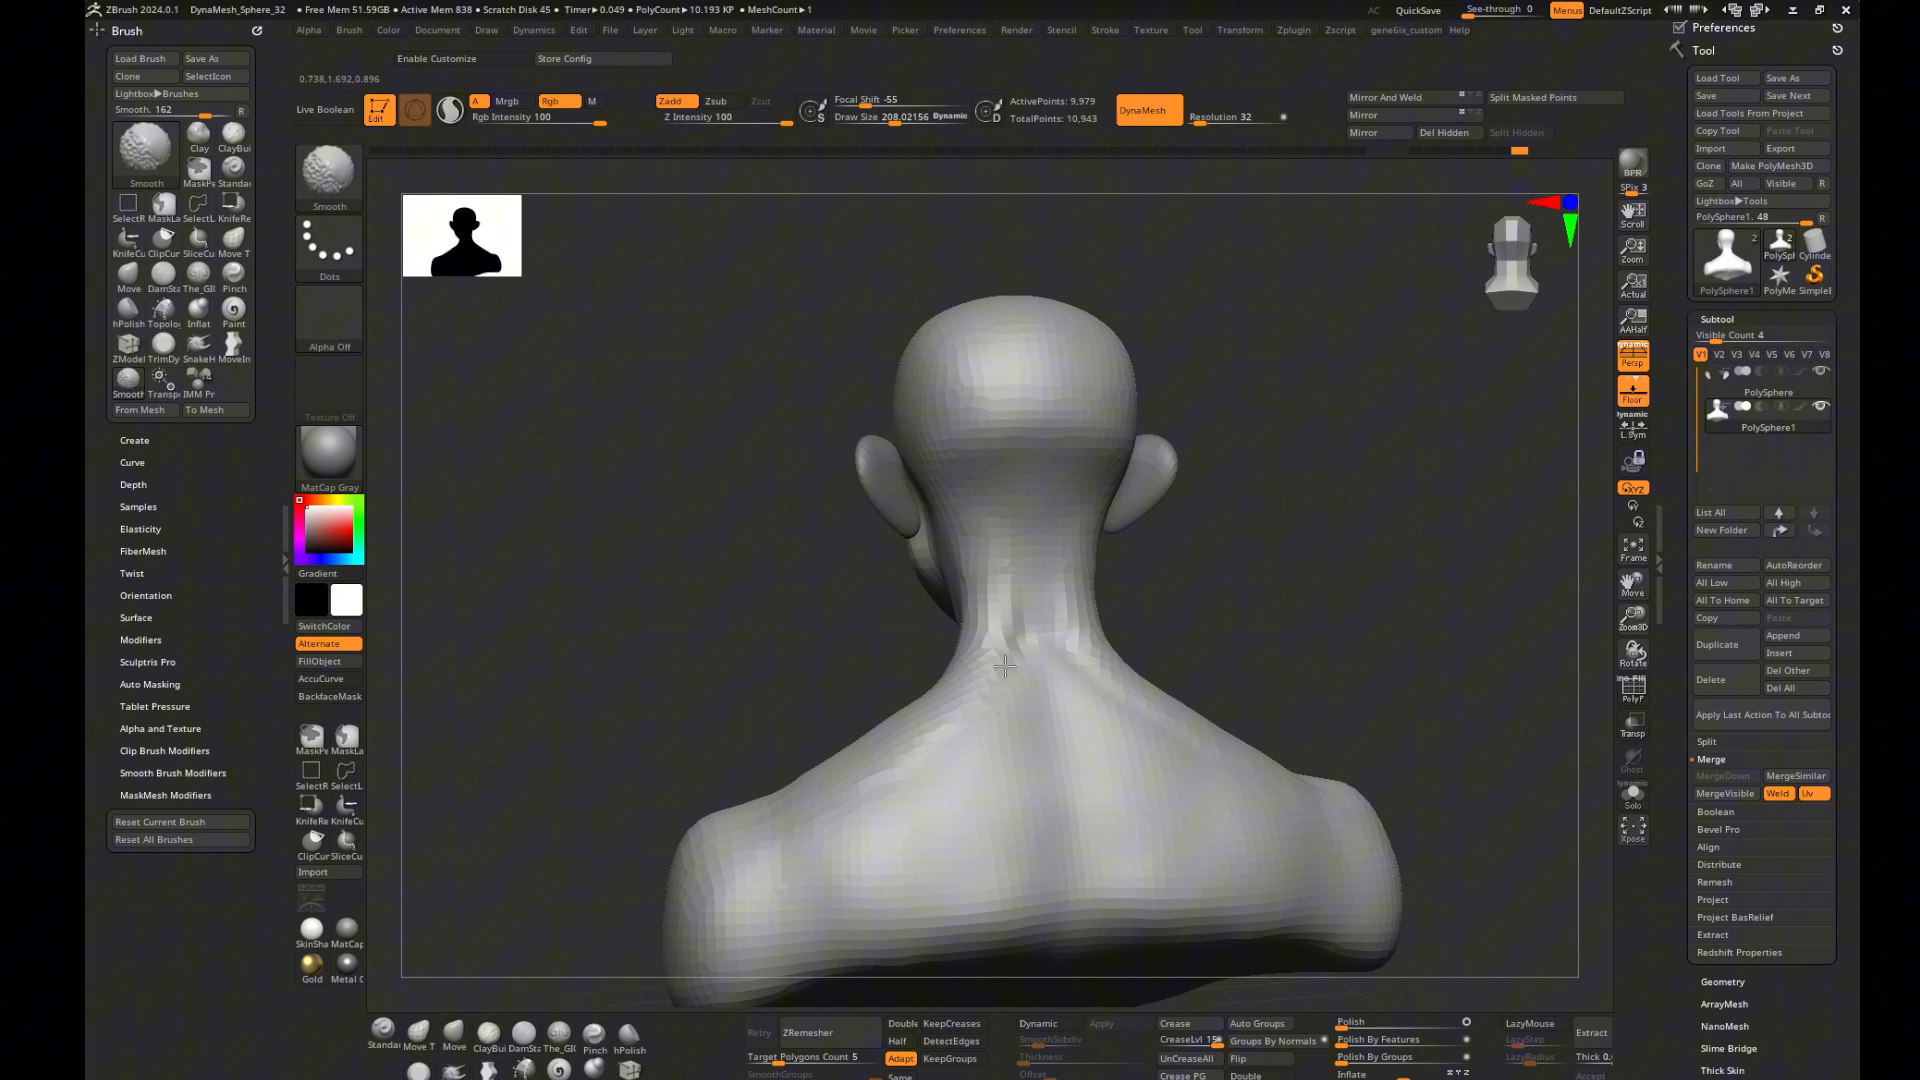 ZBrush 2024.0.1 DynaMesh_Sphere_32 • Free Mem 51.59GB • Active Mem 838 • Scratch Disk 45 • Timer▸0.049 • PolyCount▸10.193 KP • MeshCount▸1
AC QuickSave See-through 0 Menus DefaultZScript
Brush
Alpha Brush Color Document Draw Dynamics Edit File Layer Light Macro Marker Material Movie Picker Preferences Render Stencil Stroke Texture Tool Transform Zplugin Zscript gene6ix_custom Help
Preferences
Tool
Load Brush Save As
Clone SelectIcon
Lightbox▸Brushes
Smooth. 162 R
Smooth
Clay ClayBui
MaskPe Standar
SelectR MaskLa SelectL KnifeRe
KnifeCu ClipCur SliceCu Move T
Move DamSta The_GI Pinch
hPolish Topolo Inflat Paint
ZModel TrimDy SnakeH MoveIn
Smooth Transp IMM Pr
From Mesh To Mesh
Create
Curve
Depth
Samples
Elasticity
FiberMesh
Twist
Orientation
Surface
Modifiers
Sculptris Pro
Auto Masking
Tablet Pressure
Alpha and Texture
Clip Brush Modifiers
Smooth Brush Modifiers
MaskMesh Modifiers
Reset Current Brush
Reset All Brushes
Enable Customize Store Config
0.738,1.692,0.896
Live Boolean
Edit
A Mrgb Rgb M
Rgb Intensity 100
Zadd Zsub Zcut
Z Intensity 100
S
Focal Shift -55
Draw Size 208.02156 Dynamic
D
ActivePoints: 9,979
TotalPoints: 10,943
DynaMesh
Resolution 32
Mirror And Weld Split Masked Points
Mirror
Mirror Del Hidden Split Hidden
Smooth
Dots
Alpha Off
Texture Off
MatCap Gray
Gradient
SwitchColor
Alternate
FillObject
AccuCurve
BackfaceMask
MaskPe MaskLa
SelectR SelectL
KnifeRe KnifeCu
ClipCur SliceCu
Import
SkinSha MatCap
Gold Metal
BPR
SPix 3
Scroll
Zoom
Actual
AAHalf
Dynamic
Persp
Floor
Dynamic
L.Sym
XYZ
Frame
Move
Zoom3D
Rotate
PolyF
Transp
Ghost
Dynamic
Solo
Xpose
Load Tool Save As
Save Save Next
Load Tools From Project
Copy Tool Paste Tool
Import Export
Clone Make PolyMesh3D
GoZ All Visible R
Lightbox▸Tools
PolySphere1. 48 R
2 2
PolySph Cylinde
PolySphere1 PolyMe SimpleB
Subtool
Visible Count 4
V1 V2 V3 V4 V5 V6 V7 V8
PolySphere
PolySphere1
List All
New Folder
Rename AutoReorder
All Low All High
All To Home All To Target
Copy Paste
Duplicate Append
Insert
Delete Del Other
Del All
Apply Last Action To All Subtoo
Split
Merge
MergeDown MergeSimilar
MergeVisible Weld Uv
Boolean
Bevel Pro
Align
Distribute
Remesh
Project
Project BasRelief
Extract
Redshift Properties
Geometry
ArrayMesh
NanoMesh
Slime Bridge
Thick Skin
Standa Move T Move ClayBui DamSta The_GI Pinch hPolish
Retry ZRemesher
Target Polygons Count 5
SmoothGroups
Double KeepCreases
Half DetectEdges
Adapt KeepGroups
Same
Dynamic Apply
SmoothSubdiv
Thickness
Offset
Crease Auto Groups
CreaseLvl 15 Groups By Normals
UnCreaseAll Flip
Crease PG Double
Polish
Polish By Features
Polish By Groups
Inflate
LazyMouse
LazyStep
LazyRadius
Extract
Thick 0.
Accept